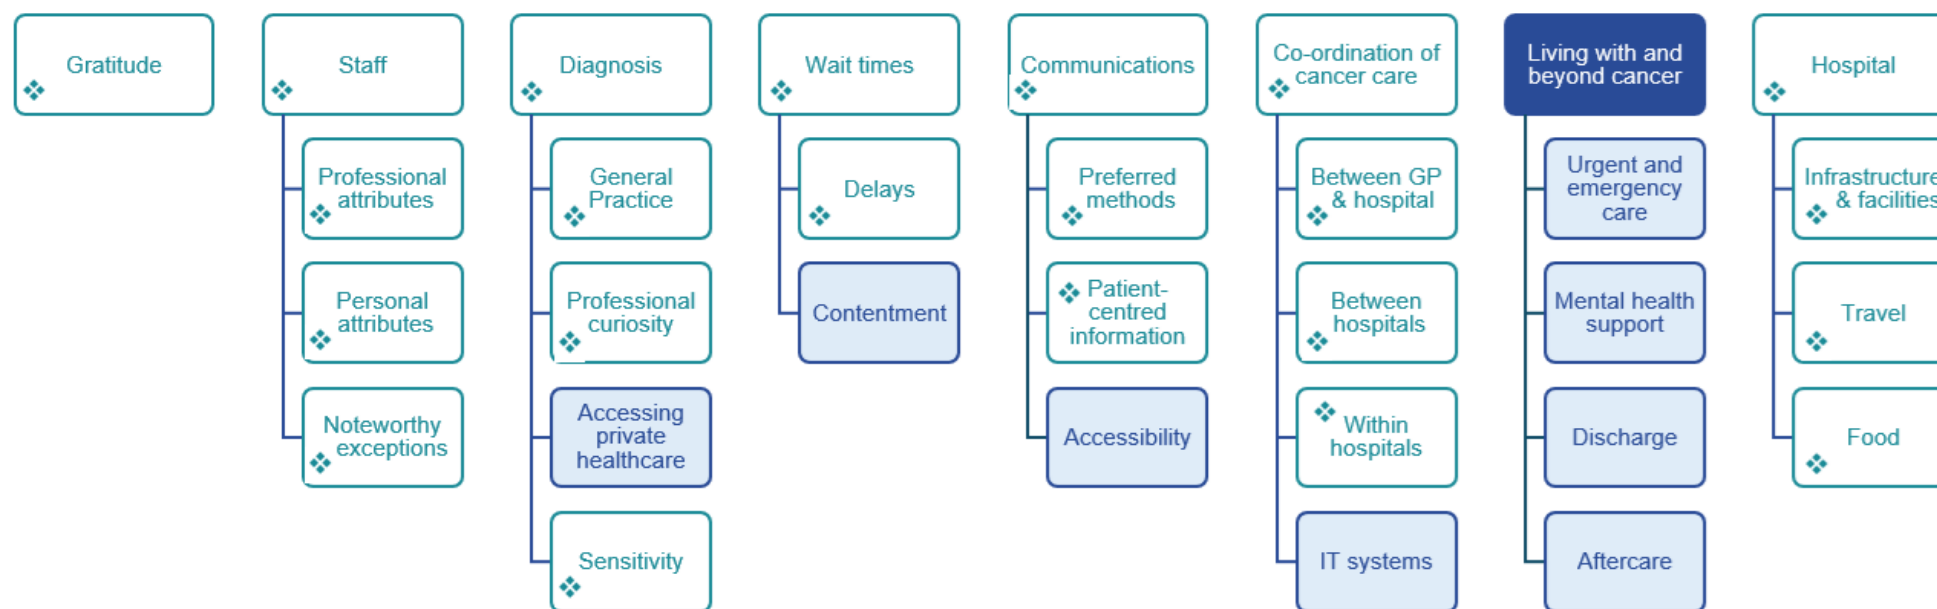 Gratitude
Staff
Professional
attributes
Personal
attributes
Noteworthy
exceptions
Diagnosis
General
Practice
Professional
curiosity
Accessing
private
healthcare
Sensitivity
Wait times
Delays
Contentment
Communications
Preferred
methods
Patient-
centred
information
Accessibility
Co-ordination of
cancer care
Between GP
& hospital
Between
hospitals
Within
hospitals
IT systems
Living with and
beyond cancer
Urgent and
emergency
care
Mental health
support
Discharge
Aftercare
Hospital
Infrastructure
& facilities
Travel
Food